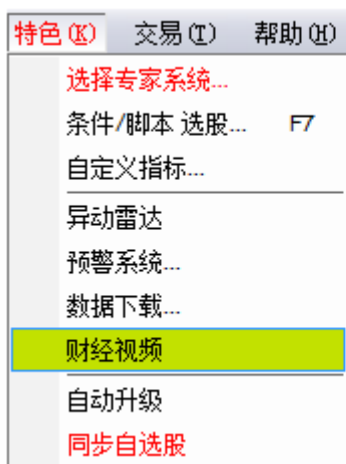 特色(K) 交易(T) 帮助(H)
选择专家系统...
条件/脚本 选股... F7
自定义指标...
异动雷达
预警系统...
数据下载...
财经视频
自动升级
同步自选股